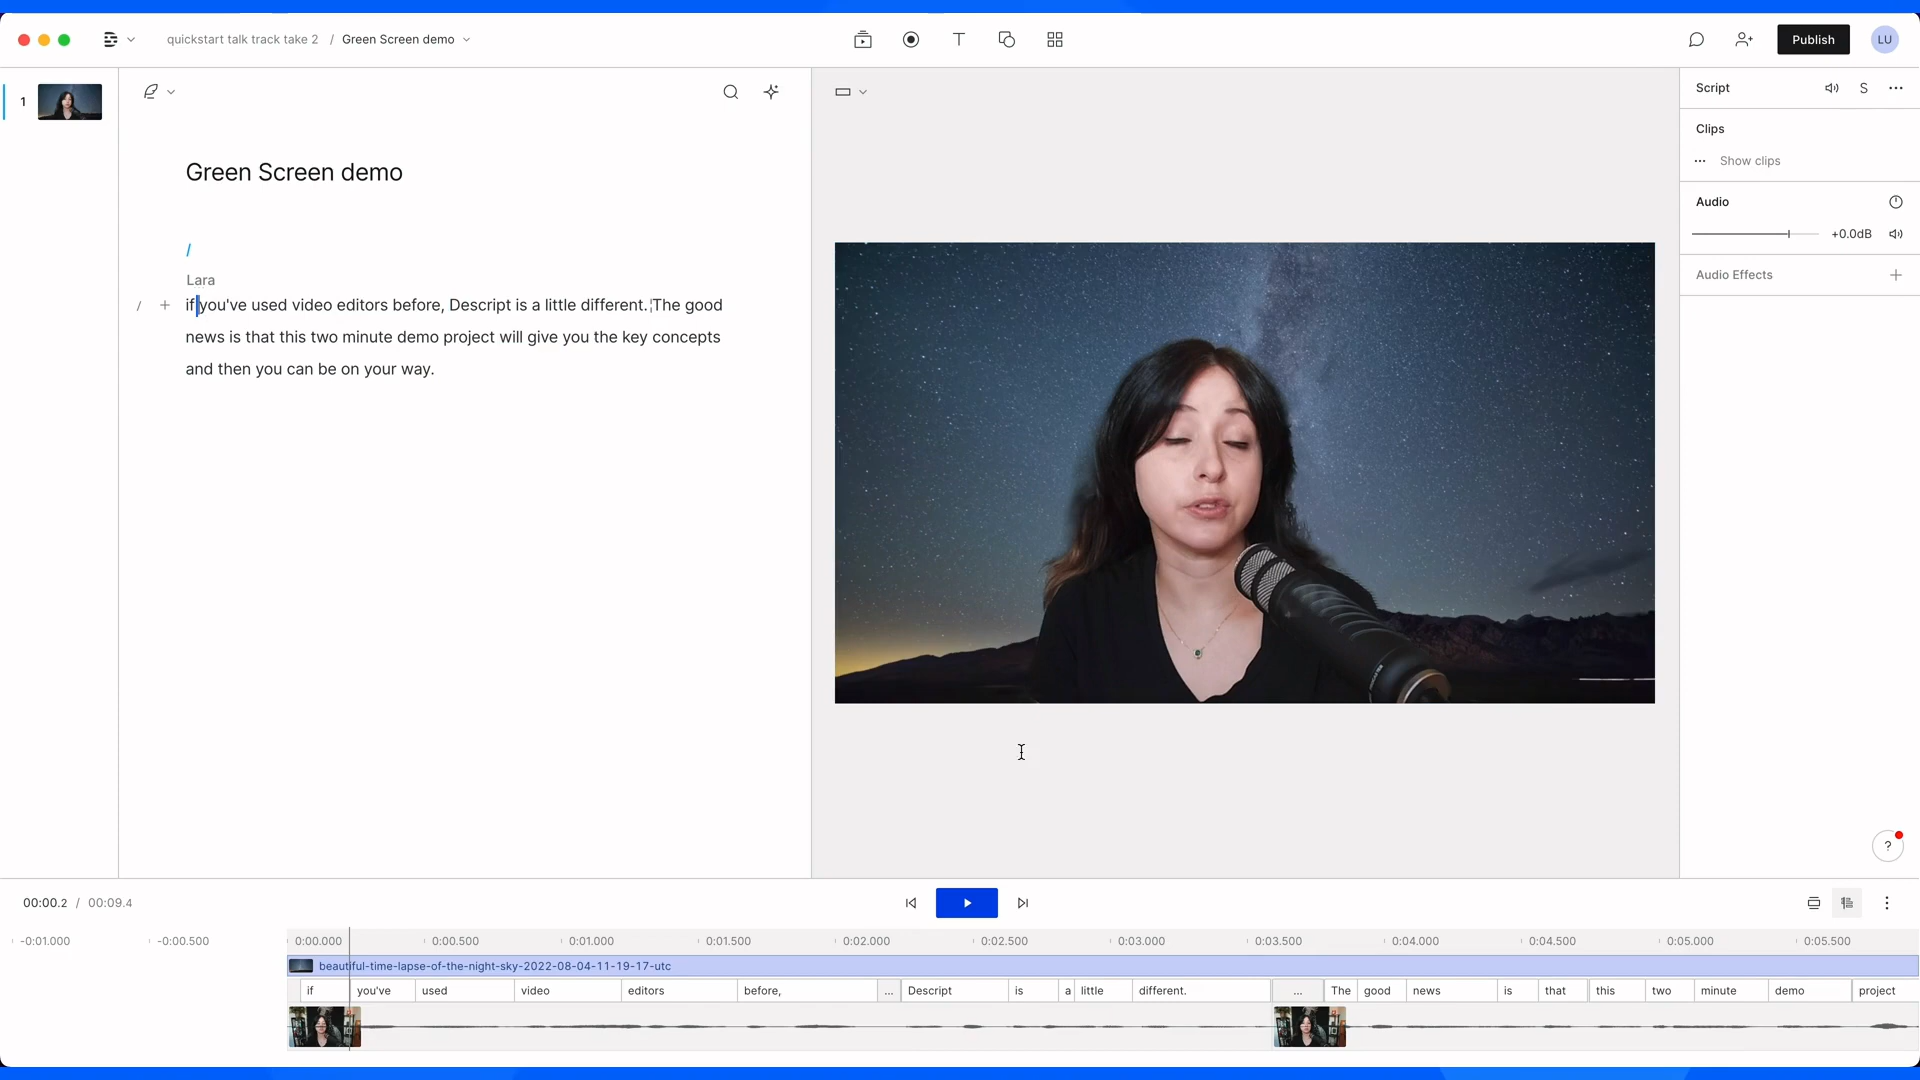 quickstart talk track take 2 / Green Screen demo
Publish
LU
1
Script
S
Clips
Show clips
Audio
+0.0dB
Audio Effects
Green Screen demo
/
Lara
/ + if you've used video editors before, Descript is a little different. The good
news is that this two minute demo project will give you the key concepts
and then you can be on your way.
?
00:00.2 / 00:09.4
-0:01.000 -0:00.500 0:00.000 0:00.500 0:01.000 0:01.500 0:02.000 0:02.500 0:03.000 0:03.500 0:04.000 0:04.500 0:05.000 0:05.500
beautiful-time-lapse-of-the-night-sky-2022-08-04-11-19-17-utc
if you've used video editors before, ... Descript is a little different. ... The good news is that this two minute demo project